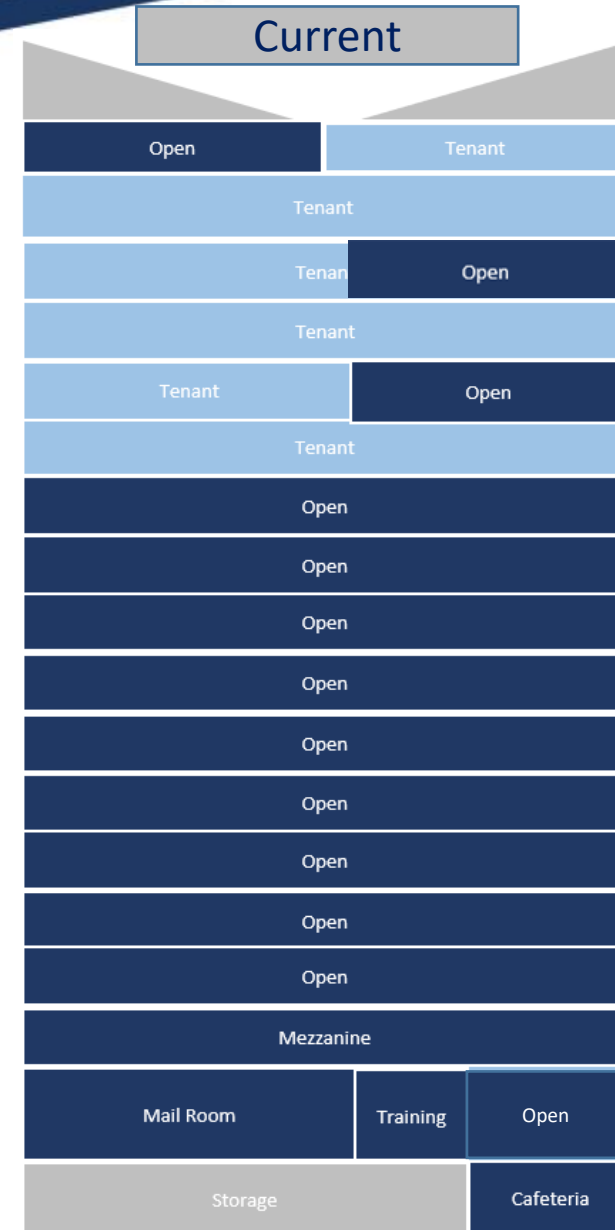 Current
Open Tenant
Tenant
Tenan Open
Tenant
Tenant Open
Tenant
Open
Open
Open
Open
Open
Open
Open
Open
Open
Mezzanine
Mail Room Training Open
Storage Cafeteria